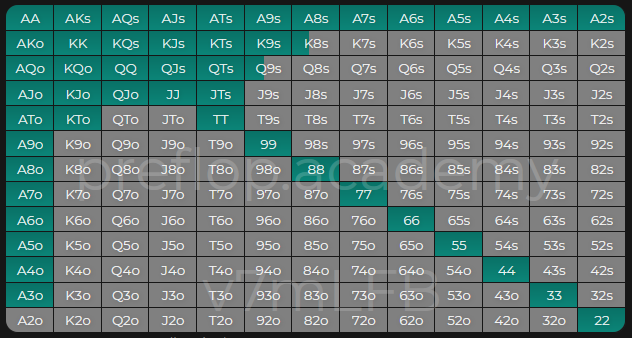 AA AKs AQs AJs ATs A9s A8s A7s A6s A5s A4s A3s A2s
AKo KK KQs KJs KTs K9s K8s K7s K6s K5s K4s K3s K2s
AQo KQo QQ QJs QTs Q9s Q8s Q7s Q6s Q5s Q4s Q3s Q2s
AJo KJo QJo JJ JTs J9s J8s J7s J6s J5s J4s J3s J2s
ATo KTo QTo JTo TT T9s T8s T7s T6s T5s T4s T3s T2s
A9o K9o Q9o J9o T9o 99 98s 97s 96s 95s 94s 93s 92s
A8o K8o Q8o J8o T8o 98o 88 87s 86s 85s 84s 83s 82s
preflop.academy
A7o K7o Q7o J7o T7o 97o 87o 77 76s 75s 74s 73s 72s
A6o K6o Q6o J6o T6o 96o 86o 76o 66 65s 64s 63s 62s
A5o K5o Q5o J5o T5o 95o 85o 75o 65o 55 54s 53s 52s
A4o K4o Q4o J4o T4o 94o 84o 74o 64o 54o 44 43s 42s
v7mLFB
A3o K3o Q3o J3o T3o 93o 83o 73o 63o 53o 43o 33 32s
A2o K2o Q2o J2o T2o 92o 82o 72o 62o 52o 42o 32o 22